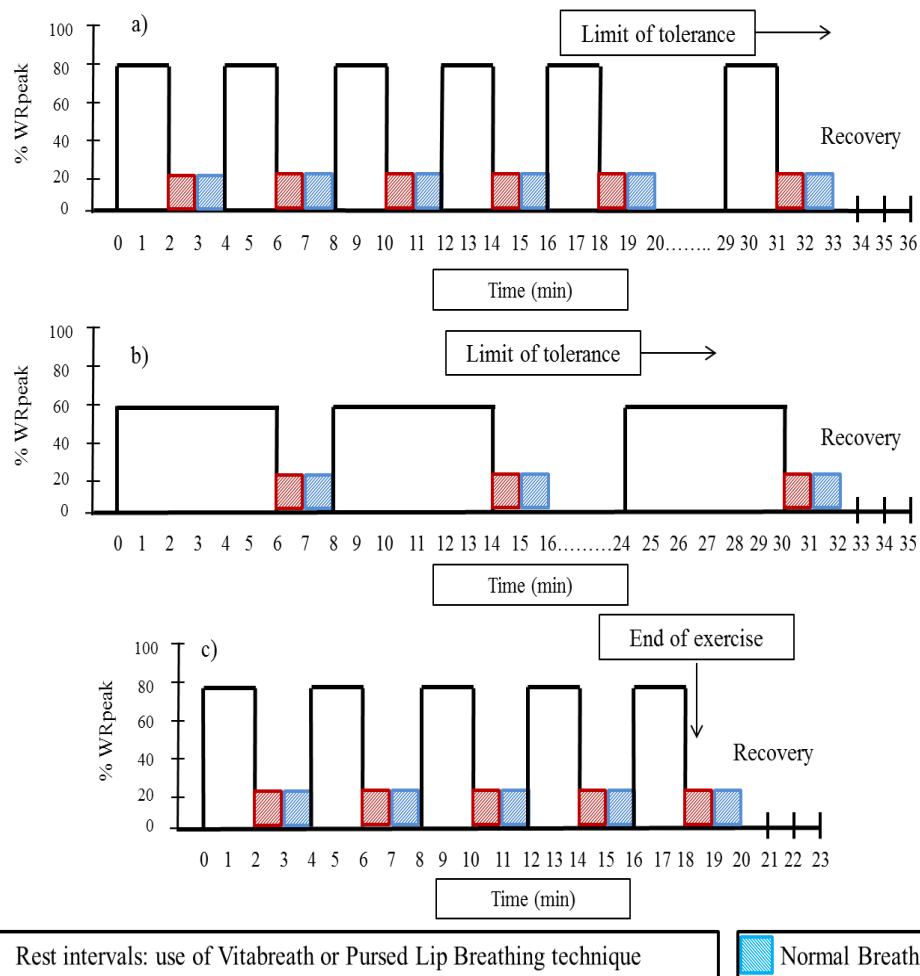 a)
Limit of tolerance
100
80
60
40
20
0
% WRpeak
Recovery
0 1 2 3 4 5 6 7 8 9 10 11 12 13 14 15 16 17 18 19 20........ 29 30 31 32 33 34 35 36
Time (min)
b)
Limit of tolerance
100
80
60
40
20
0
% WRpeak
Recovery
0 1 2 3 4 5 6 7 8 9 10 11 12 13 14 15 16.........24 25 26 27 28 29 30 31 32 33 34 35
Time (min)
c)
End of exercise
100
80
60
40
20
0
% WRpeak
Recovery
0 1 2 3 4 5 6 7 8 9 10 11 12 13 14 15 16 17 18 19 20 21 22 23
Time (min)
Rest intervals: use of Vitabreath or Pursed Lip Breathing technique
Normal Breath